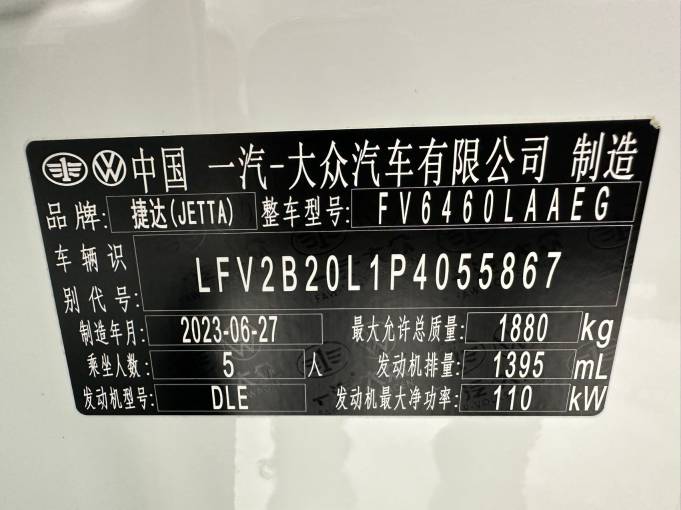 中国 一汽-大众汽车有限公司 制造
品牌: 捷达(JETTA) 整车型号: FV6460LAAEG
车辆识别代号: LFV2B20L1P4055867
制造年月: 2023-06-27 最大允许总质量: 1880 kg
乘坐人数: 5 人 发动机排量: 1395 mL
发动机型号: DLE 发动机最大净功率: 110 kW